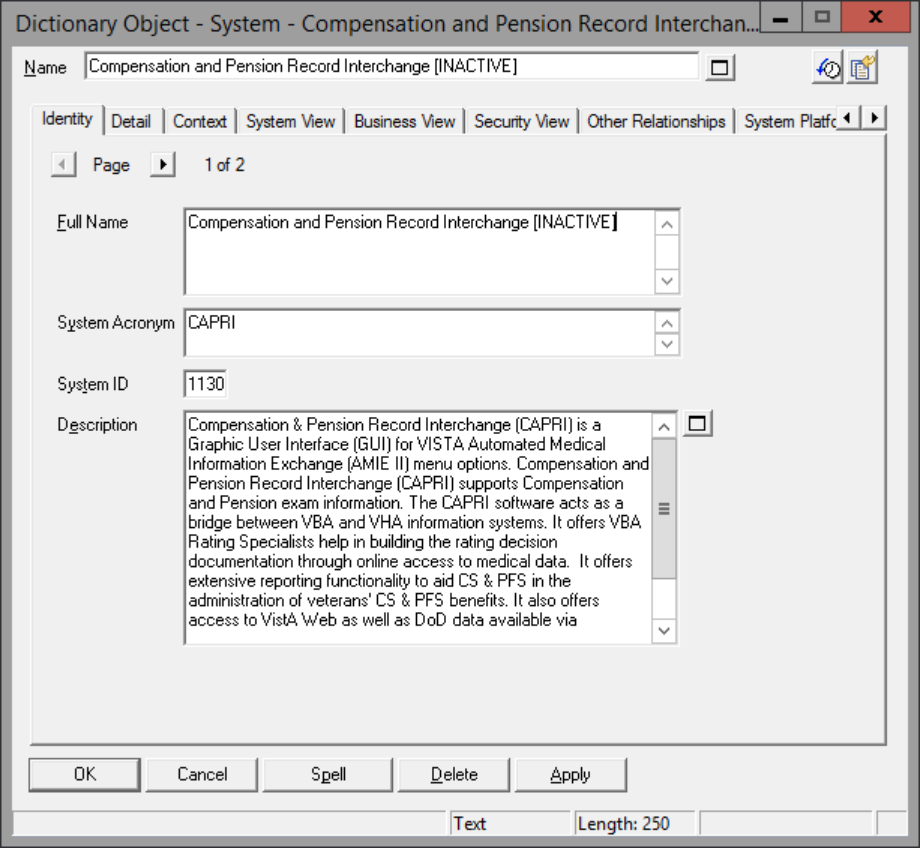 Dictionary Object - System - Compensation and Pension Record Interchan...
Name Compensation and Pension Record Interchange [INACTIVE]
Identity Detail Context System View Business View Security View Other Relationships System Platfo
Page 1 of 2
Full Name Compensation and Pension Record Interchange [INACTIVE]
System Acronym CAPRI
System ID 1130
Description Compensation & Pension Record Interchange (CAPRI) is a
Graphic User Interface (GUI) for VISTA Automated Medical
Information Exchange (AMIE II) menu options. Compensation and
Pension Record Interchange (CAPRI) supports Compensation
and Pension exam information. The CAPRI software acts as a
bridge between VBA and VHA information systems. It offers VBA
Rating Specialists help in building the rating decision
documentation through online access to medical data.  It offers
extensive reporting functionality to aid CS & PFS in the
administration of veterans' CS & PFS benefits. It also offers
access to VistA Web as well as DoD data available via
OK Cancel Spell Delete Apply
Text Length: 250